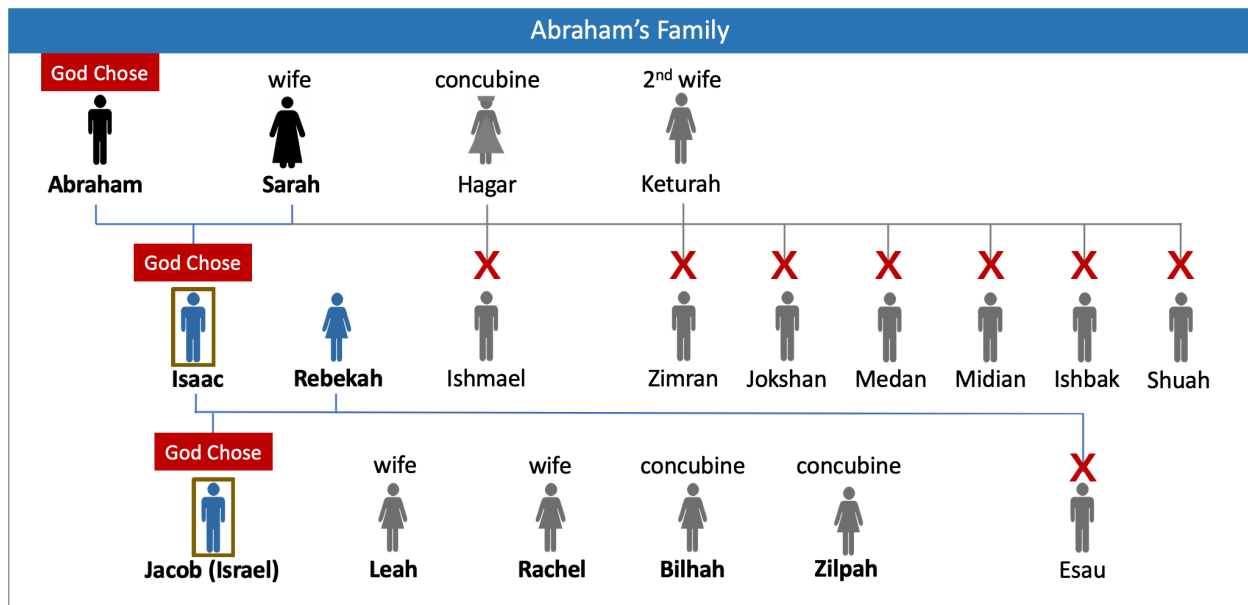 Abraham's Family
God Chose
wife
concubine
2nd wife
Abraham
Sarah
Hagar
Keturah
God Chose
X
X
X
X
X
X
X
Isaac
Rebekah
Ishmael
Zimran
Jokshan
Medan
Midian
Ishbak
Shuah
God Chose
wife
wife
concubine
concubine
X
Jacob (Israel)
Leah
Rachel
Bilhah
Zilpah
Esau